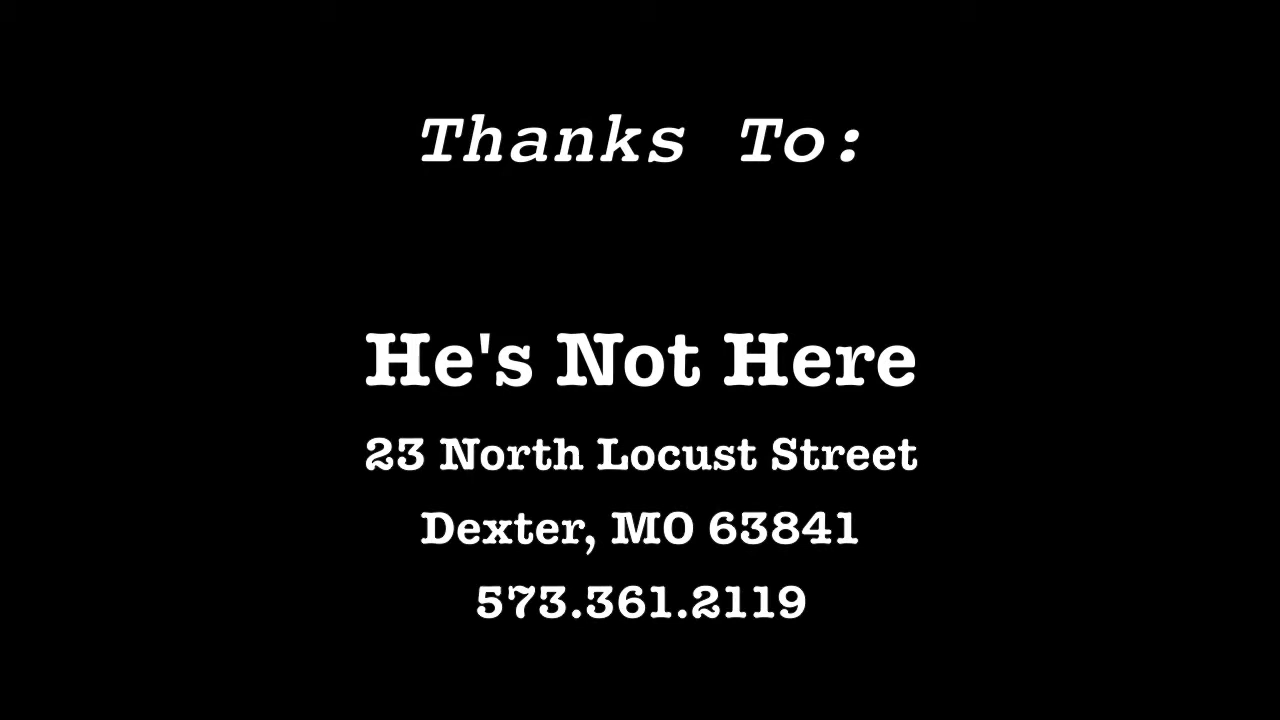 Thanks To:
He's Not Here
23 North Locust Street
Dexter, MO 63841
573.361.2119